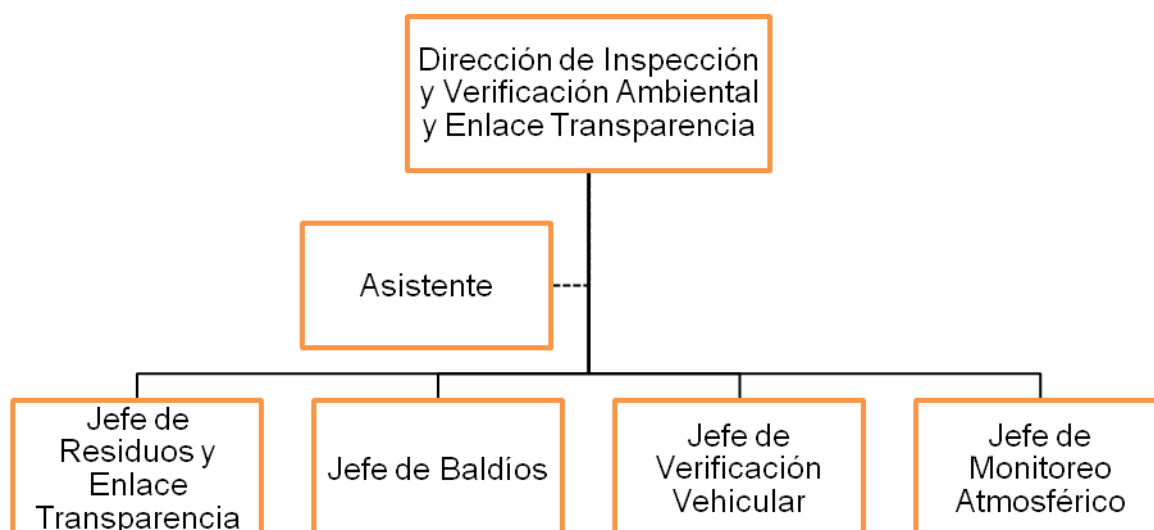 Dirección de Inspección
y Verificación Ambiental
y Enlace Transparencia
Asistente
Jefe de
Residuos y
Enlace
Transparencia
Jefe de Baldíos
Jefe de
Verificación
Vehicular
Jefe de
Monitoreo
Atmosférico